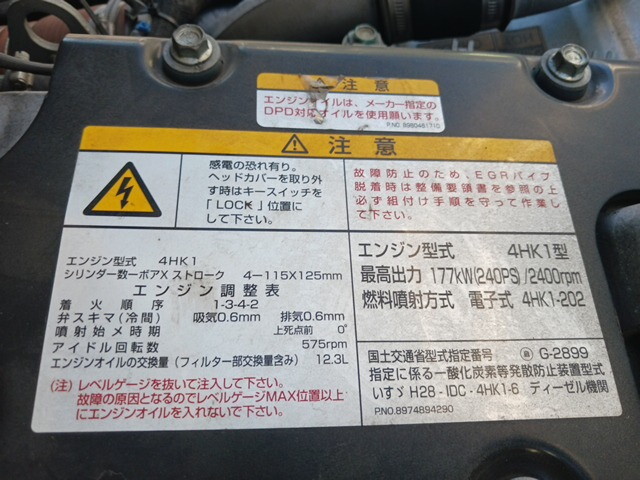 注意
エンジンオイルは、メーカー指定の
DPD対応オイルを使用願います。
P.NO. 8980461710
注意
感電の恐れ有り。
ヘッドカバーを取り外
す時はキースイッチを
「LOCK」位置に
して下さい。
故障防止のため、EGRパイプ
脱着時は整備要領書を参照の上
必ず組付け手順を守って作業し
て下さい。
エンジン型式 4HK1
シリンダー数ーボアXストローク 4-115X125mm
エンジン調整表
着火順序 1-3-4-2
弁スキマ(冷間) 吸気0.6mm 排気0.6mm
噴射始メ時期 上死点前 0°
アイドル回転数 575rpm
エンジンオイルの交換量(フィルター部交換量含み) 12.3L
(注)レベルゲージを抜いて注入して下さい。
故障の原因となるのでレベルゲージMAX位置以上
にエンジンオイルを入れないで下さい。
エンジン型式 4HK1型
最高出力 177kW(240PS)/2400rpm
燃料噴射方式 電子式 4HK1-202
国土交通省型式指定番号 G-2899
指定に係る一酸化炭素等発散防止装置型式
いすゞ H28-IDC-4HK1-6 ディーゼル機関
P.NO.8974894290